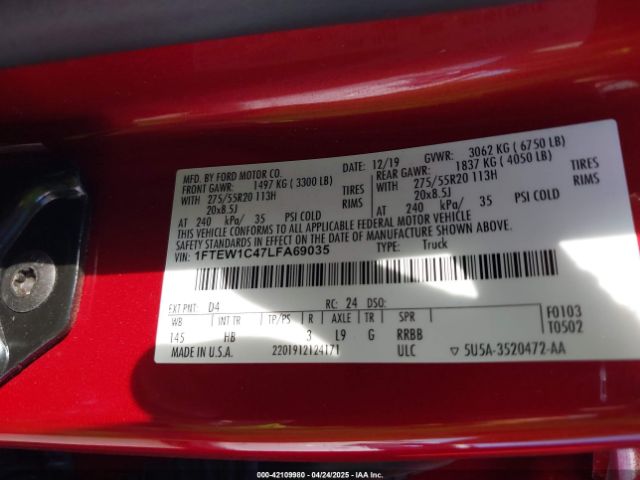 MFD. BY FORD MOTOR CO.
DATE: 12/19 GVWR: 3062 KG ( 6750 LB)
FRONT GAWR: 1497 KG ( 3300 LB) REAR GAWR: 1837 KG ( 4050 LB)
WITH 275/55R20 113H TIRES WITH 275/55R20 113H TIRES
20x8.5J RIMS 20x8.5J RIMS
AT 240 kPa/ 35 PSI COLD AT 240 kPa/ 35 PSI COLD
THIS VEHICLE CONFORMS TO ALL APPLICABLE FEDERAL MOTOR VEHICLE
SAFETY STANDARDS IN EFFECT ON THE DATE OF MANUFACTURE SHOWN ABOVE.
VIN: 1FTEW1C47LFA69035 TYPE: Truck
EXT PNT: D4 RC: 24 DSO:
WB INT TR TP/PS R AXLE TR SPR
145 HB 3 L9 G RRBB
F0103
T0502
MADE IN U.S.A. 2201912124171 ULC ▽ 5U5A-3520472-AA
000-42109980 - 04/24/2025 - IAA Inc.